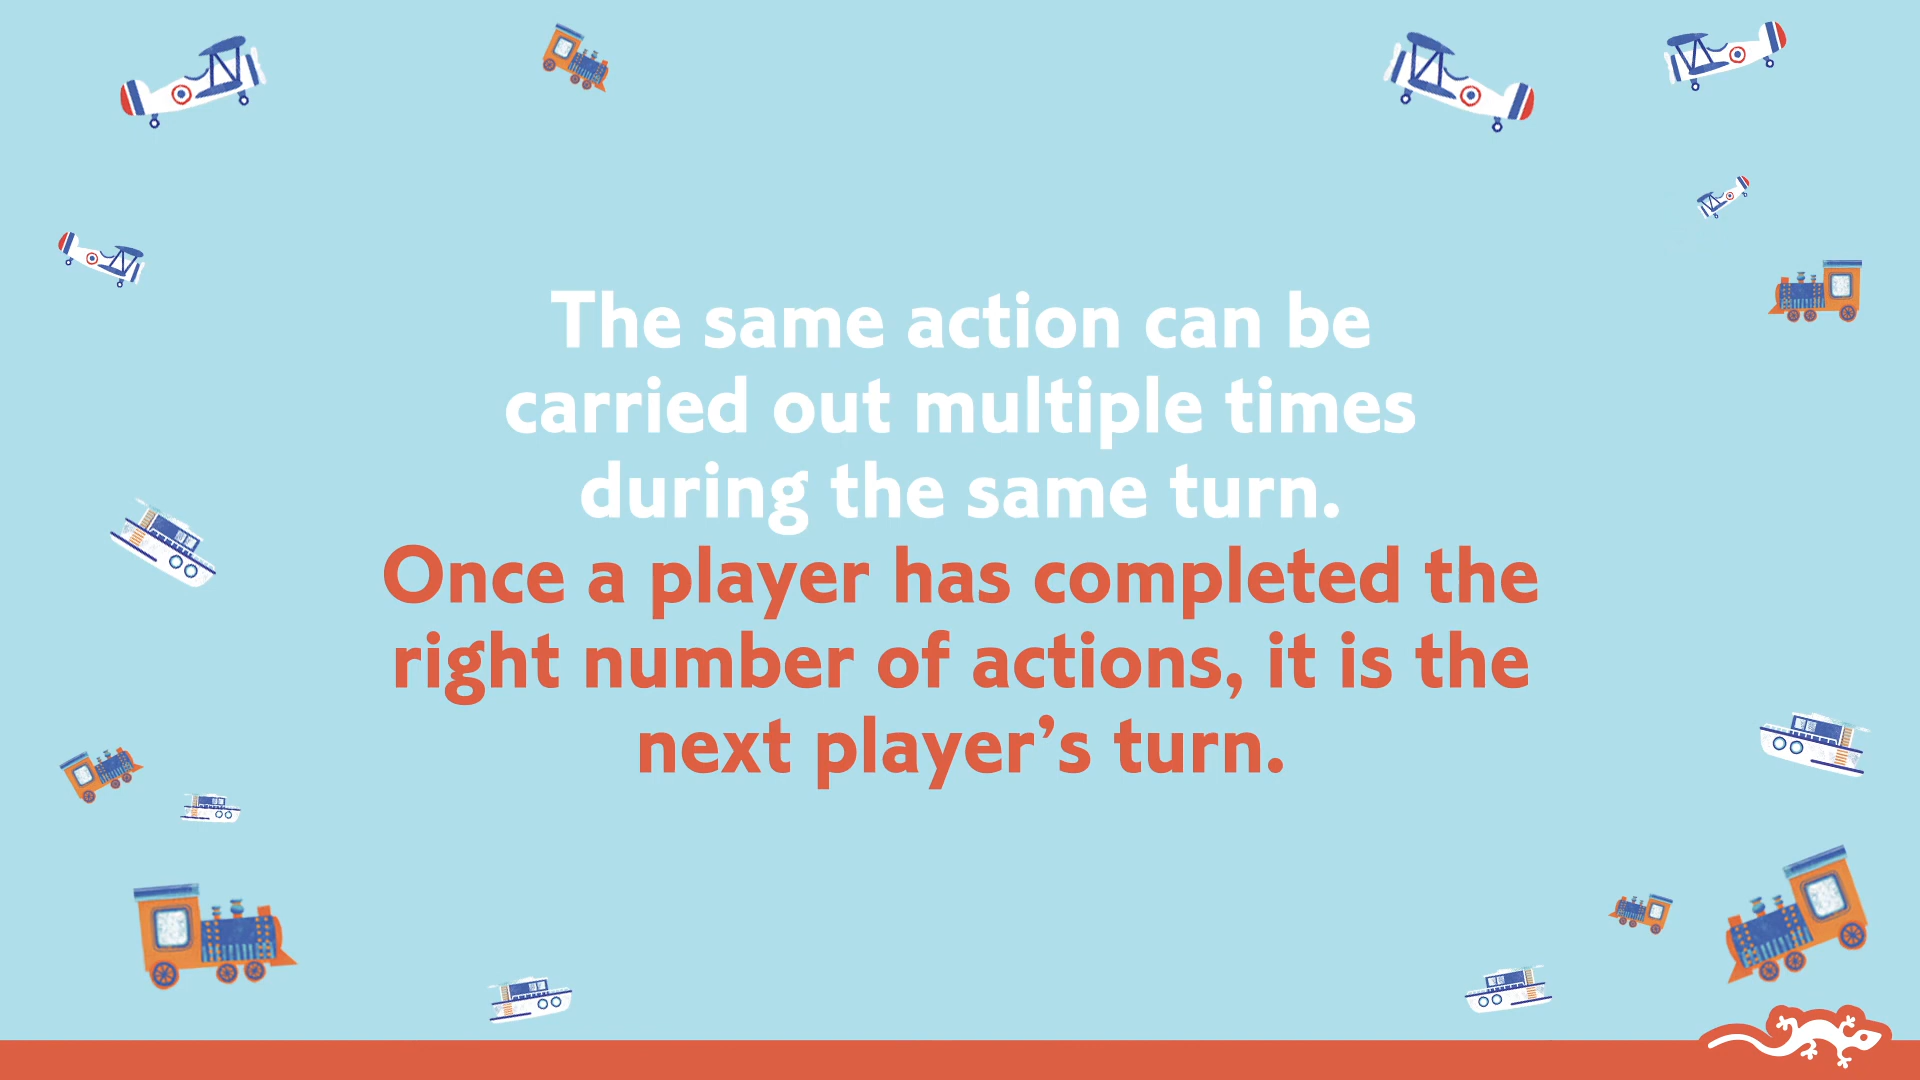 The same action can be
carried out multiple times
during the same turn.
Once a player has completed the
right number of actions, it is the
next player’s turn.